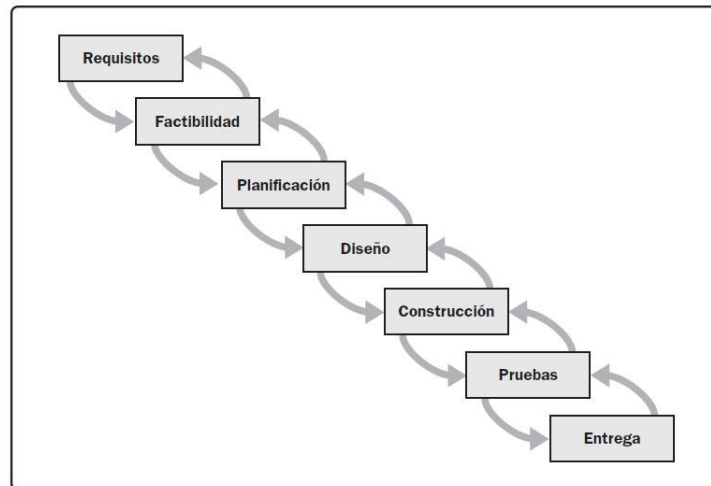 Requisitos
Factibilidad
Planificación
Diseño
Construcción
Pruebas
Entrega